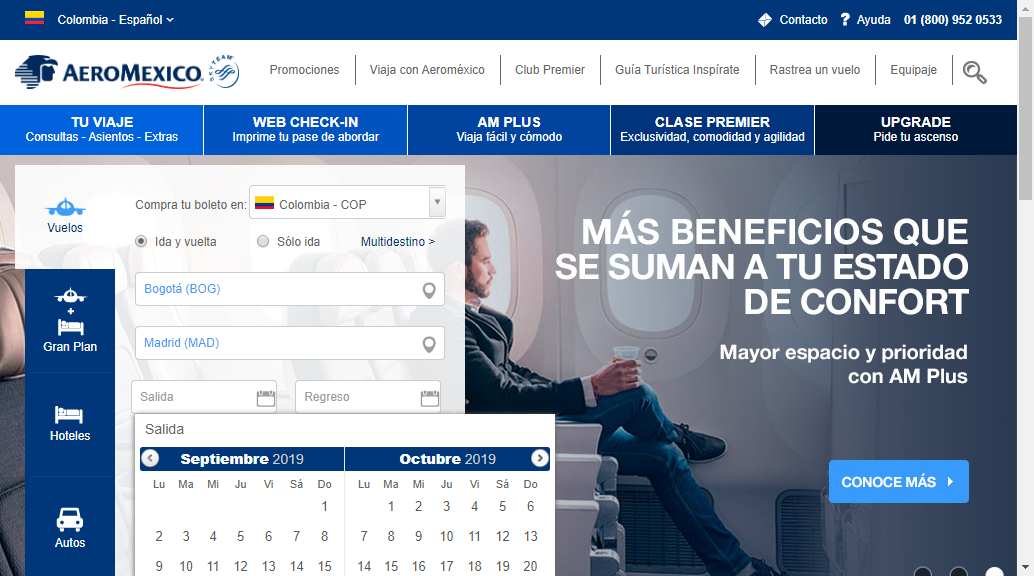 Colombia - Español
Contacto
Ayuda
01 (800) 952 0533
AEROMEXICO.
SKYTEAM
Promociones
Viaja con Aeroméxico
Club Premier
Guía Turística Inspírate
Rastrea un vuelo
Equipaje
TU VIAJE
Consultas - Asientos - Extras
WEB CHECK-IN
Imprime tu pase de abordar
AM PLUS
Viaja fácil y cómodo
CLASE PREMIER
Exclusividad, comodidad y agilidad
UPGRADE
Pide tu ascenso
Vuelos
+
Gran Plan
Hoteles
Autos
Compra tu boleto en:
Colombia - COP
Ida y vuelta
Sólo ida
Multidestino >
Bogotá (BOG)
Madrid (MAD)
Salida
Regreso
Salida
Septiembre 2019
Lu Ma Mi Ju Vi Sá Do
1
2 3 4 5 6 7 8
9 10 11 12 13 14 15
Octubre 2019
Lu Ma Mi Ju Vi Sá Do
1 2 3 4 5 6
7 8 9 10 11 12 13
14 15 16 17 18 19 20
MÁS BENEFICIOS QUE
SE SUMAN A TU ESTADO
DE CONFORT
Mayor espacio y prioridad
con AM Plus
CONOCE MÁS